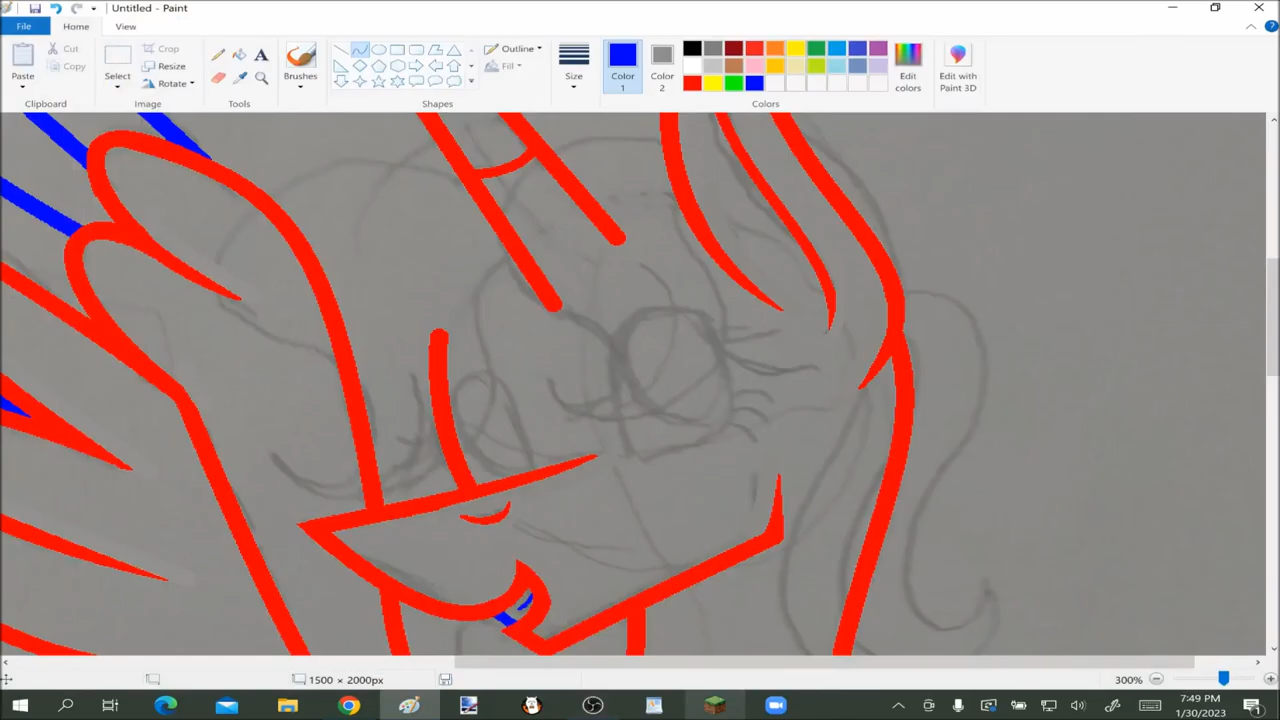 Untitled - Paint
File
Home
View
Paste
Cut
Copy
Clipboard
Select
Crop
Resize
Rotate
Image
A
Tools
Brushes
Outline
Fill
Shapes
Size
Color 1
Color 2
Edit colors
Colors
Edit with Paint 3D
1500 × 2000px
300%
7:49 PM
1/30/2023